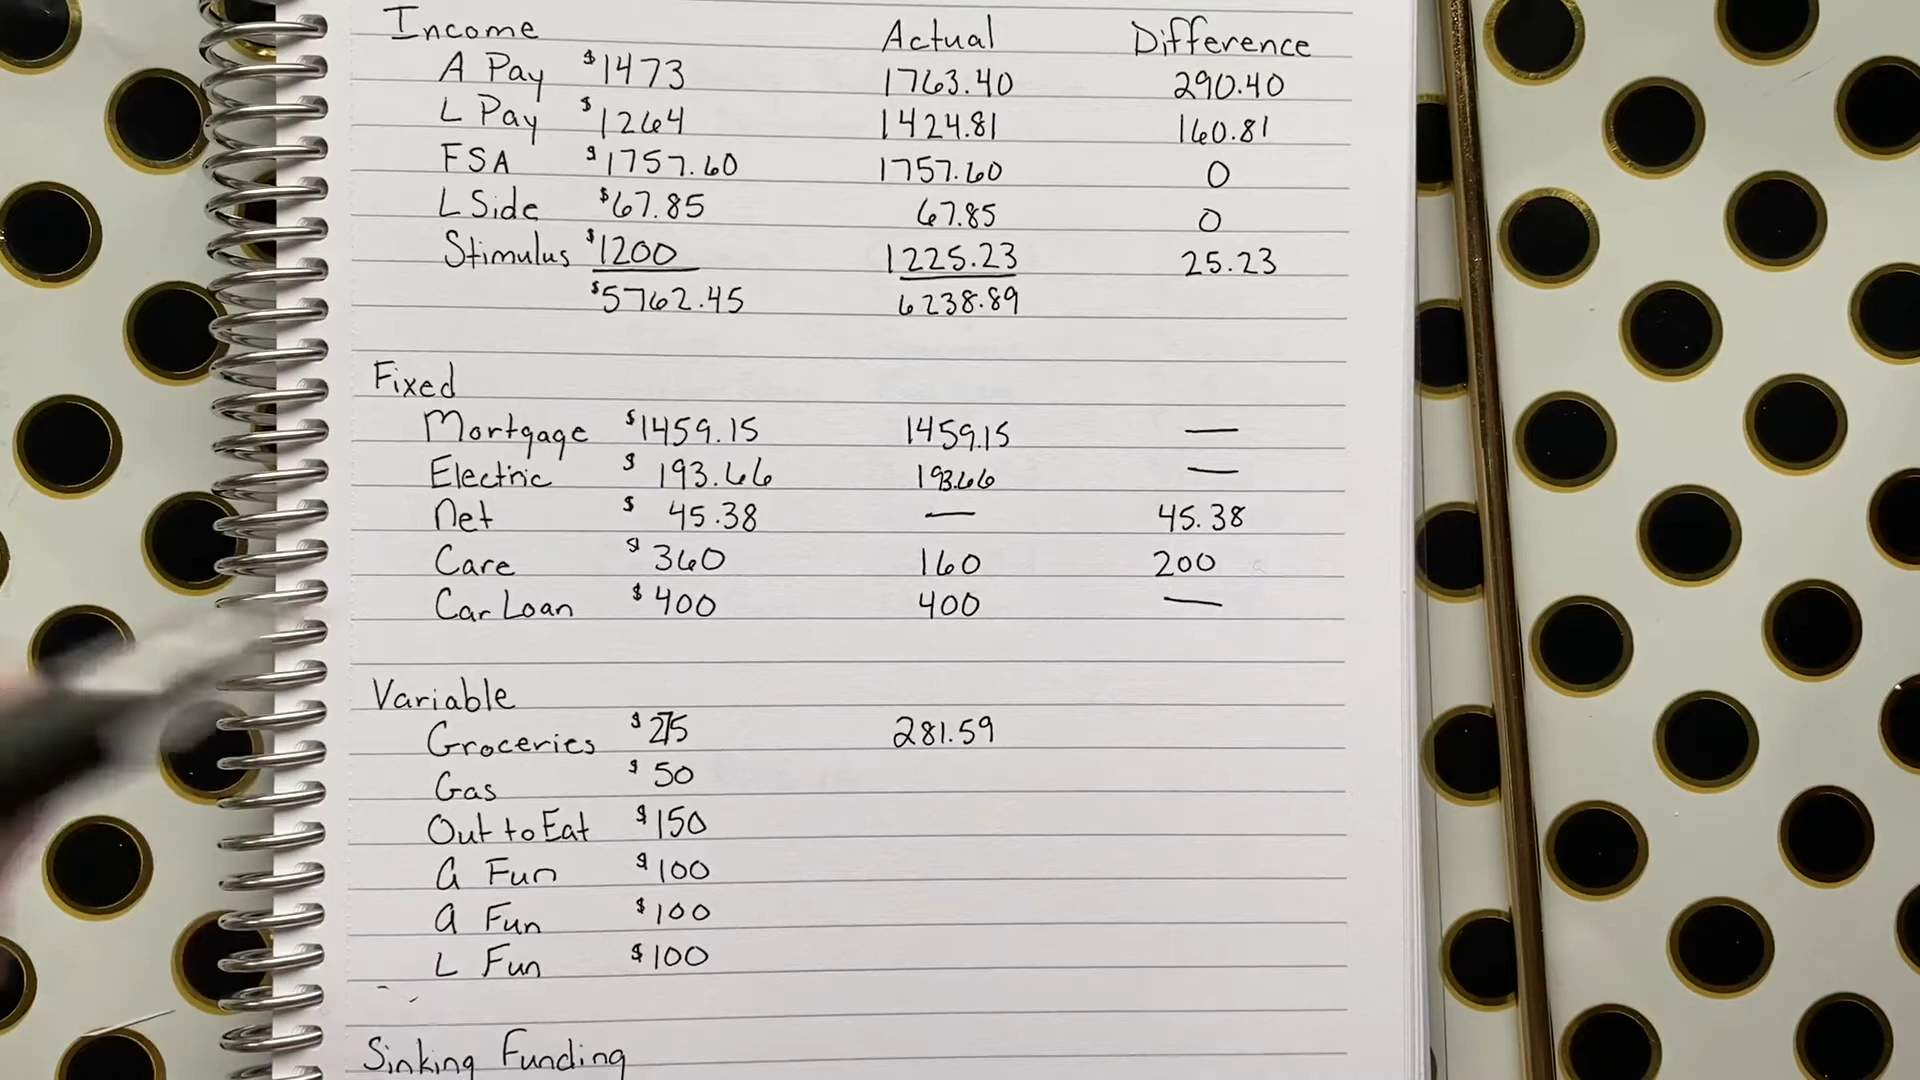 Income Actual Difference
A Pay $1473 1763.40 290.40
L Pay $1264 1424.81 160.81
FSA $1757.60 1757.60 0
L Side $67.85 67.85 0
Stimulus $1200 1225.23 25.23
$5762.45 6238.89
Fixed
Mortgage $1459.15 1459.15 —
Electric $193.66 193.66 —
Net $45.38 — 45.38
Care $360 160 200
Car Loan $400 400 —
Variable
Groceries $275 281.59
Gas $50
Out to Eat $150
A Fun $100
A Fun $100
L Fun $100
Sinking Funding